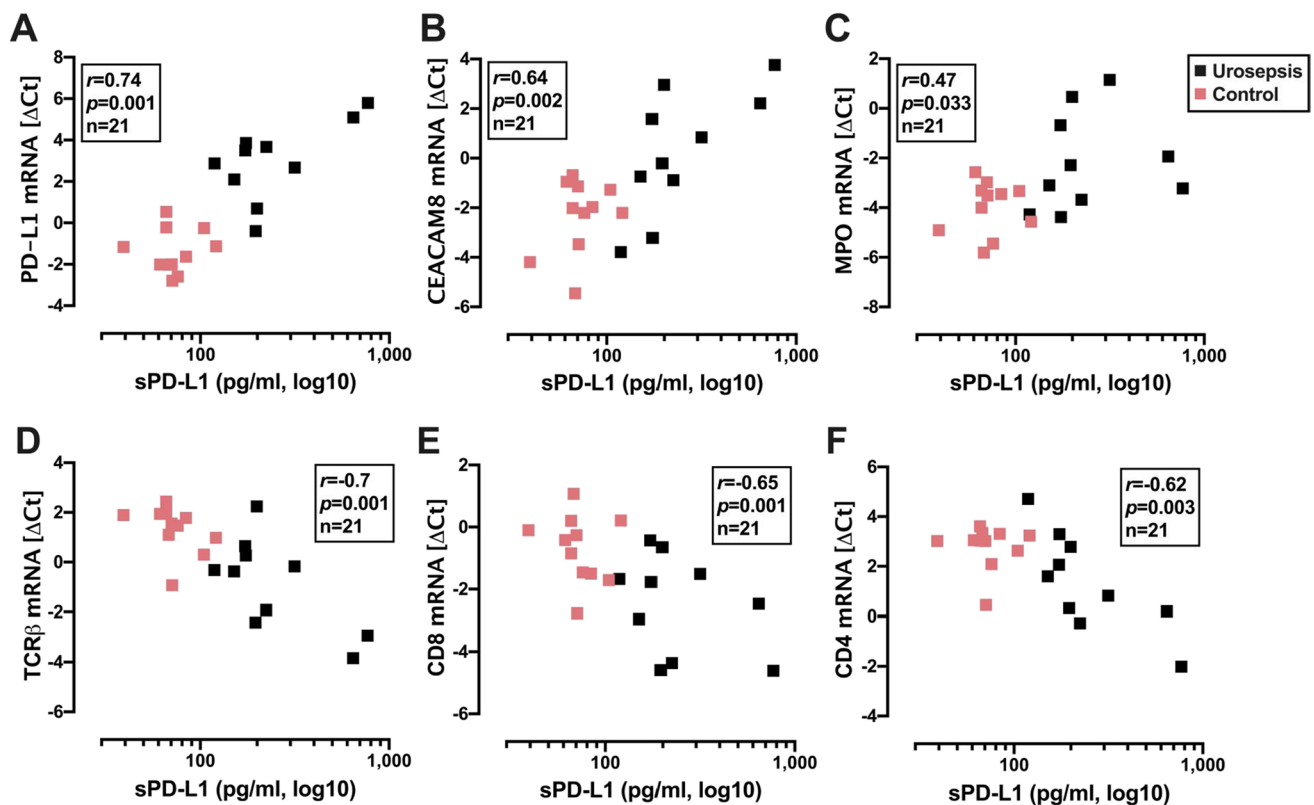 A
PD-L1 mRNA [ΔCt]
8
6
4
2
0
-2
-4
r=0.74
p=0.001
n=21
100
1,000
sPD-L1 (pg/ml, log10)
B
CEACAM8 mRNA [ΔCt]
4
2
0
-2
-4
-6
r=0.64
p=0.002
n=21
100
1,000
sPD-L1 (pg/ml, log10)
C
MPO mRNA [ΔCt]
2
0
-2
-4
-6
-8
r=0.47
p=0.033
n=21
Urosepsis
Control
100
1,000
sPD-L1 (pg/ml, log10)
D
TCRβ mRNA [ΔCt]
4
2
0
-2
-4
-6
r=-0.7
p=0.001
n=21
100
1,000
sPD-L1 (pg/ml, log10)
E
CD8 mRNA [ΔCt]
2
0
-2
-4
-6
r=-0.65
p=0.001
n=21
100
1,000
sPD-L1 (pg/ml, log10)
F
CD4 mRNA [ΔCt]
6
4
2
0
-2
-4
r=-0.62
p=0.003
n=21
100
1,000
sPD-L1 (pg/ml, log10)